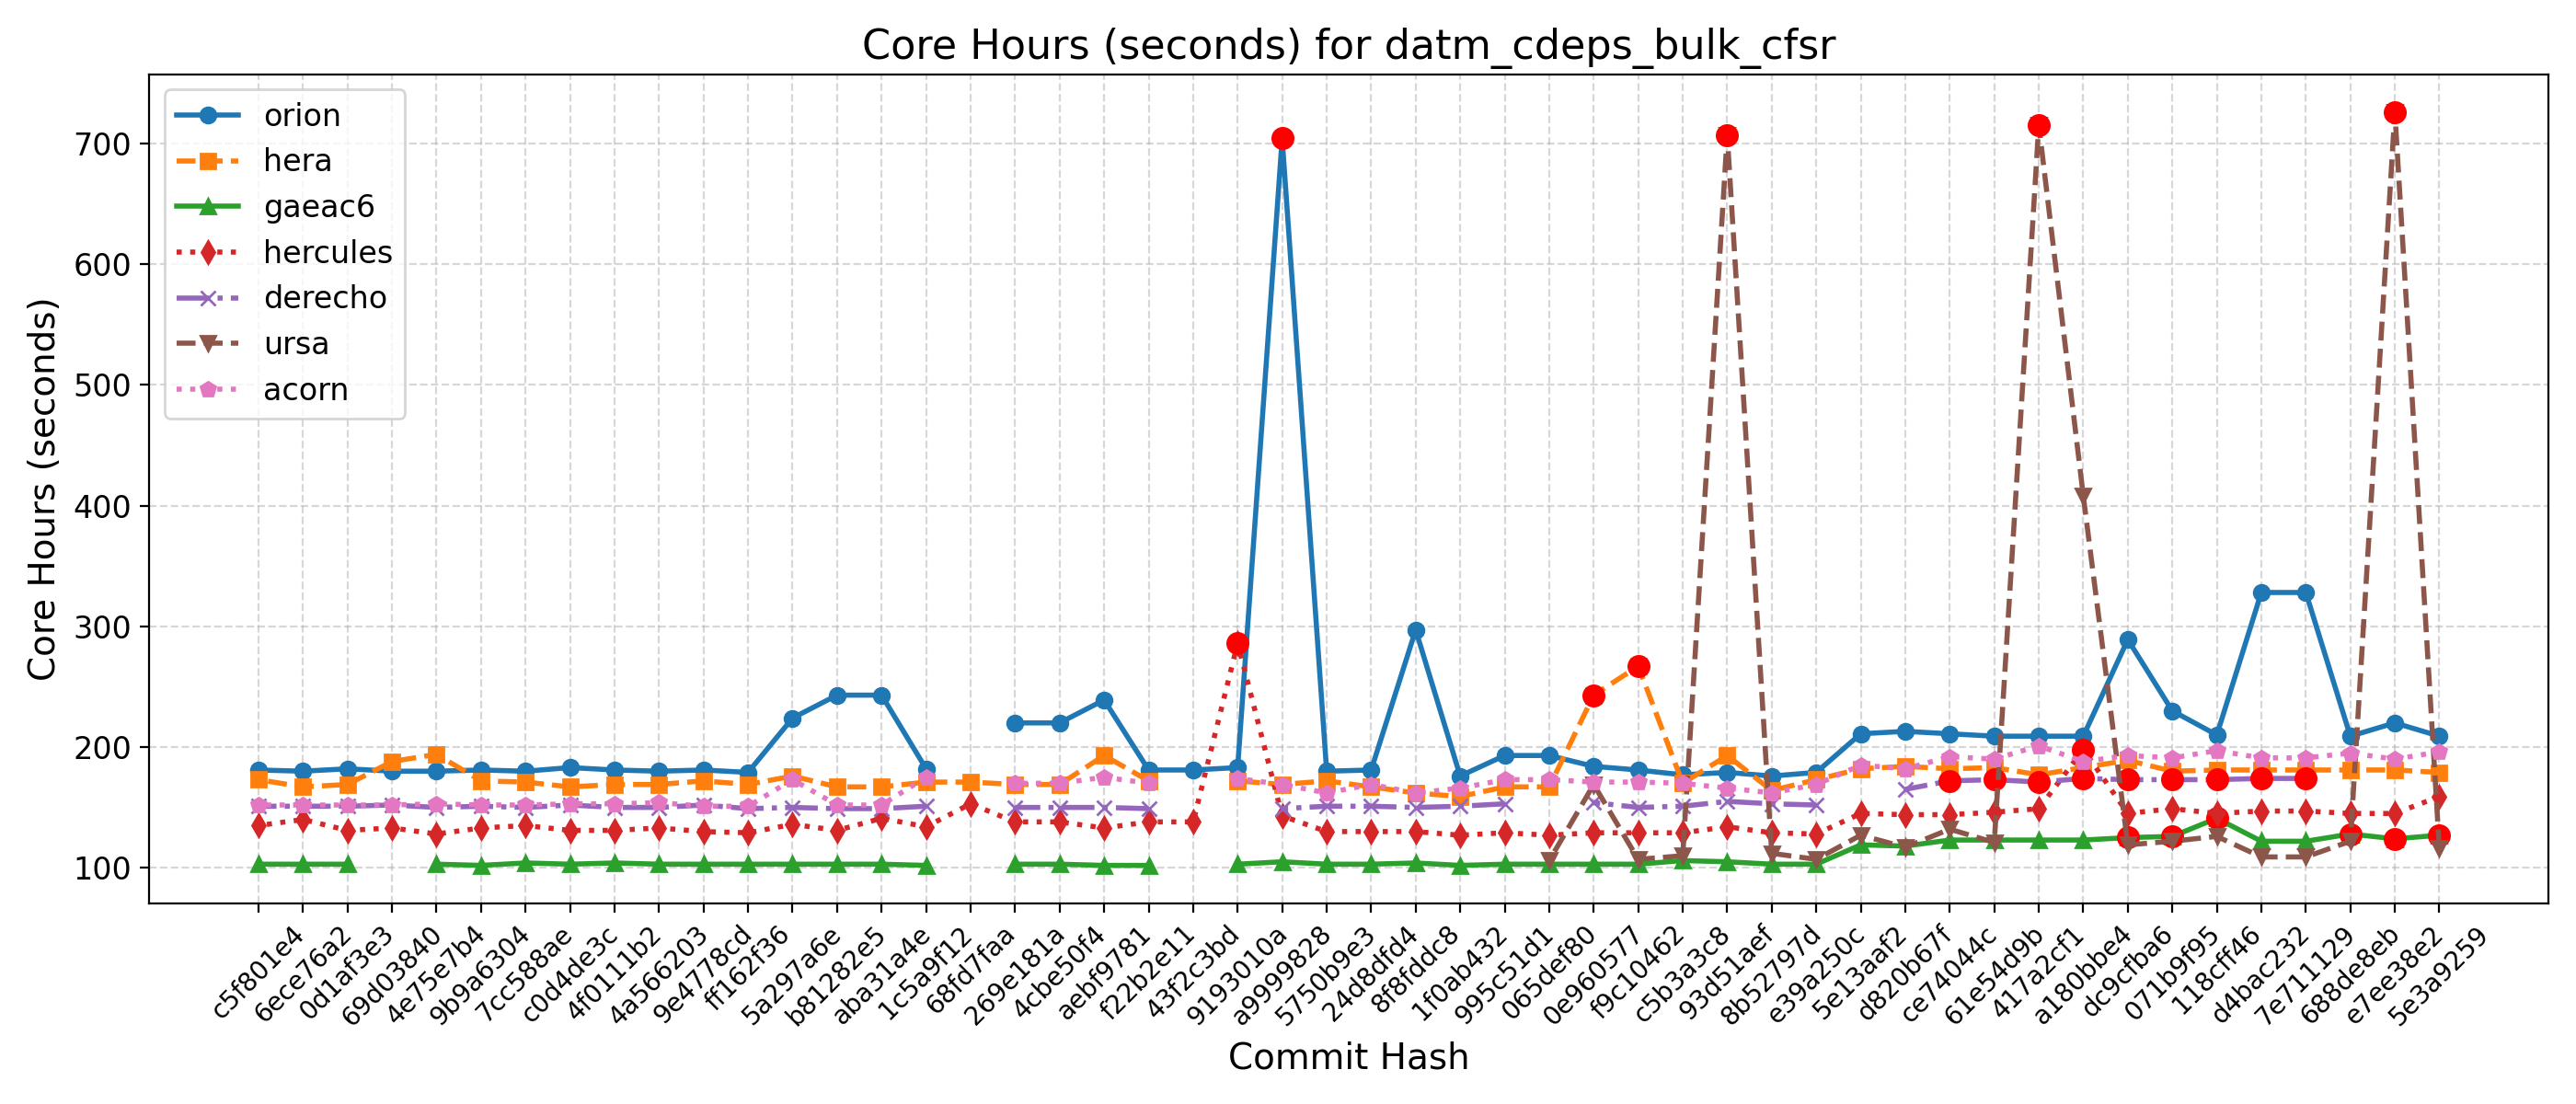 Core Hours (seconds) for datm_cdeps_bulk_cfsr
Core Hours (seconds)
700
600
500
400
300
200
100
orion
hera
gaeac6
hercules
derecho
ursa
acorn
c5f801e4
6ece76a2
0d1af3e3
69d03840
4e75e7b4
9b9a6304
7cc588ae
c0d4de3c
4f0111b2
4a566203
9e4778cd
ff162f36
5a297a6e
b81282e5
aba31a4e
1c5a9f12
68fd7faa
269e181a
4cbe50f4
aebf9781
f22b2e11
43f2c3bd
9193010a
a9999828
5750b9e3
24d8dfd4
8f8fddc8
1f0ab432
995c51d1
065def80
0e960577
f9c10462
c5b3a3c8
93d51aef
8b52797d
e39a250c
5e13aaf2
d820b67f
ce74044c
61e54d9b
417a2cf1
a180bbe4
dc9cfba6
071b9f95
118cff46
d4bac232
7e711129
688de8eb
e7ee38e2
5e3a9259
Commit Hash